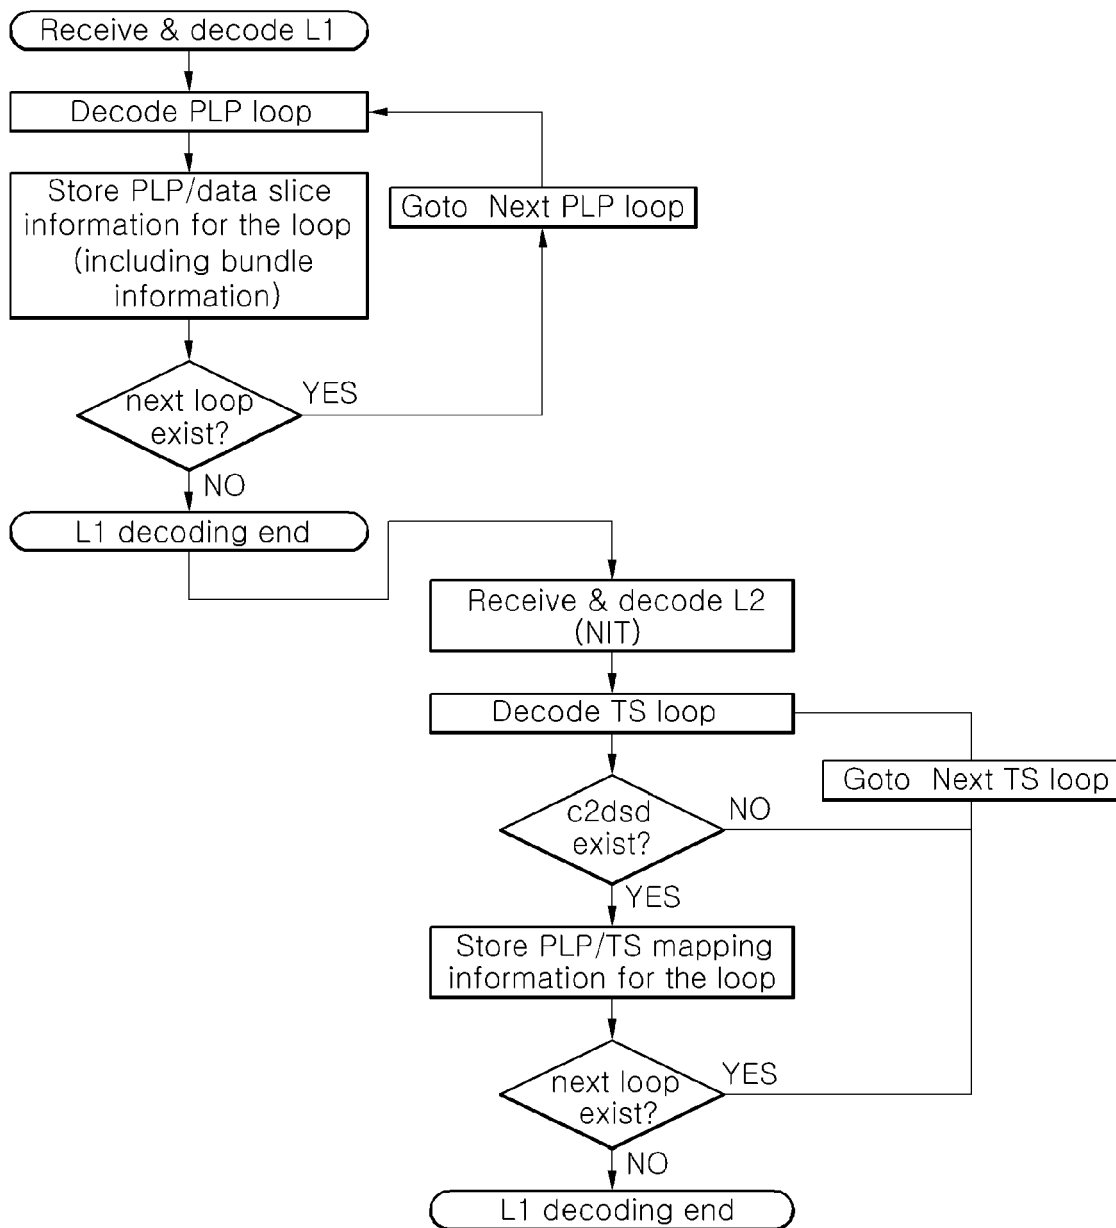 Receive & decode L1
Decode PLP loop
Store PLP/data slice
information for the loop
(including bundle
information)
Goto Next PLP loop
next loop
exist?
YES
NO
L1 decoding end
Receive & decode L2
(NIT)
Decode TS loop
Goto Next TS loop
c2dsd
exist?
NO
YES
Store PLP/TS mapping
information for the loop
next loop
exist?
YES
NO
L1 decoding end